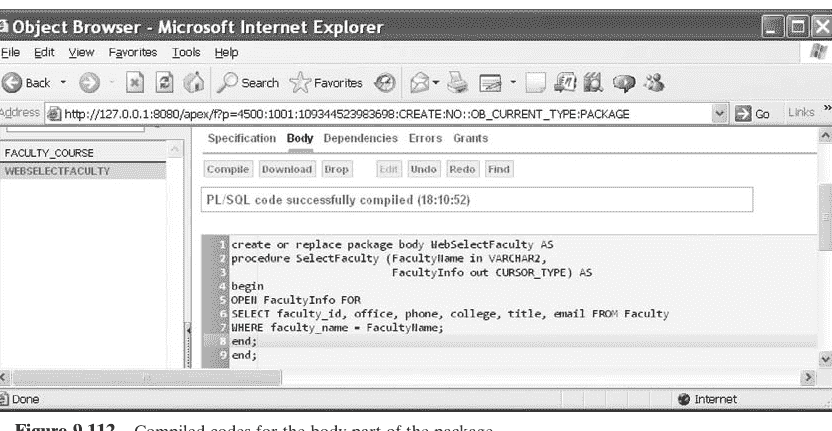 Object Browser - Microsoft Internet Explorer
File Edit View Favorites Tools Help
Back Search Favorites
Address http://127.0.0.1:8080/apex/f?p=4500:1001:109344523983698:CREATE:NO::OB_CURRENT_TYPE:PACKAGE Go Links »
Specification Body Dependencies Errors Grants
FACULTY_COURSE
WEBSELECTFACULTY
Compile Download Drop Edit Undo Redo Find
PL/SQL code successfully compiled (18:10:52)
1 create or replace package body WebSelectFaculty AS
2 procedure SelectFaculty (FacultyName in VARCHAR2,
3 FacultyInfo out CURSOR_TYPE) AS
4 begin
5 OPEN FacultyInfo FOR
6 SELECT faculty_id, office, phone, college, title, email FROM Faculty
7 WHERE faculty_name = FacultyName;
8 end;
9 end;
Done Internet
Figure 9.112 Compiled codes for the body part of the package.